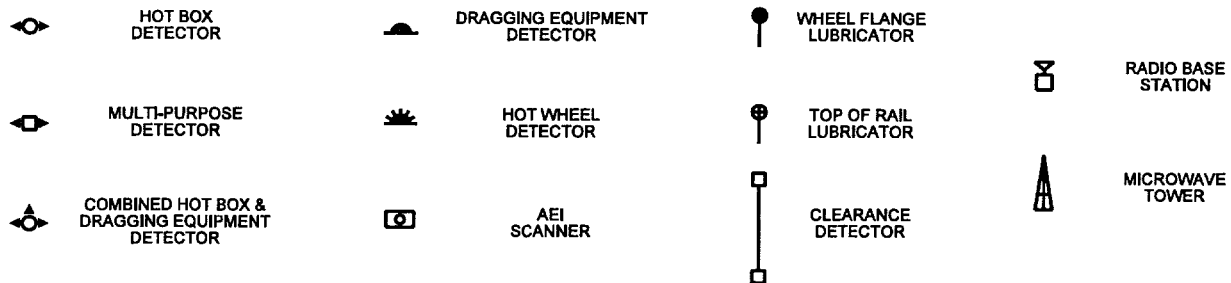 HOT BOX
DETECTOR
MULTI-PURPOSE
DETECTOR
COMBINED HOT BOX &
DRAGGING EQUIPMENT
DETECTOR
DRAGGING EQUIPMENT
DETECTOR
HOT WHEEL
DETECTOR
AEI
SCANNER
WHEEL FLANGE
LUBRICATOR
TOP OF RAIL
LUBRICATOR
CLEARANCE
DETECTOR
RADIO BASE
STATION
MICROWAVE
TOWER